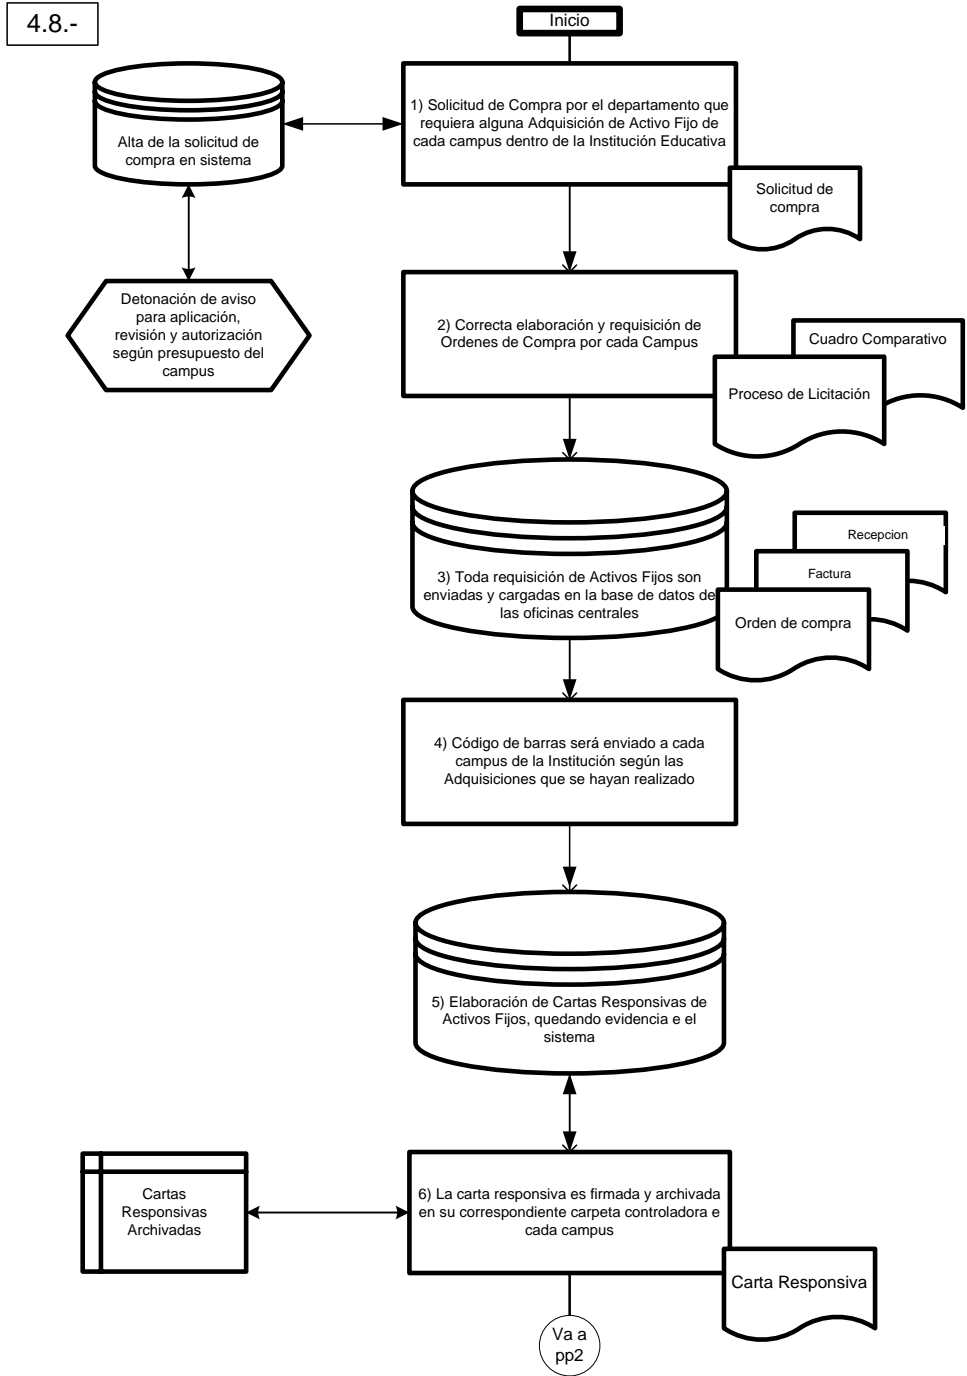 4.8.-
Inicio
1) Solicitud de Compra por el departamento que
requiera alguna Adquisición de Activo Fijo de
cada campus dentro de la Institución Educativa
Alta de la solicitud de
compra en sistema
Solicitud de
compra
Detonación de aviso
para aplicación,
revisión y autorización
según presupuesto del
campus
2) Correcta elaboración y requisición de
Ordenes de Compra por cada Campus
Cuadro Comparativo
Proceso de Licitación
3) Toda requisición de Activos Fijos son
enviadas y cargadas en la base de datos de
las oficinas centrales
Recepcion
Factura
Orden de compra
4) Código de barras será enviado a cada
campus de la Institución según las
Adquisiciones que se hayan realizado
5) Elaboración de Cartas Responsivas de
Activos Fijos, quedando evidencia e el
sistema
Cartas
Responsivas
Archivadas
6) La carta responsiva es firmada y archivada
en su correspondiente carpeta controladora e
cada campus
Carta Responsiva
Va a
pp2